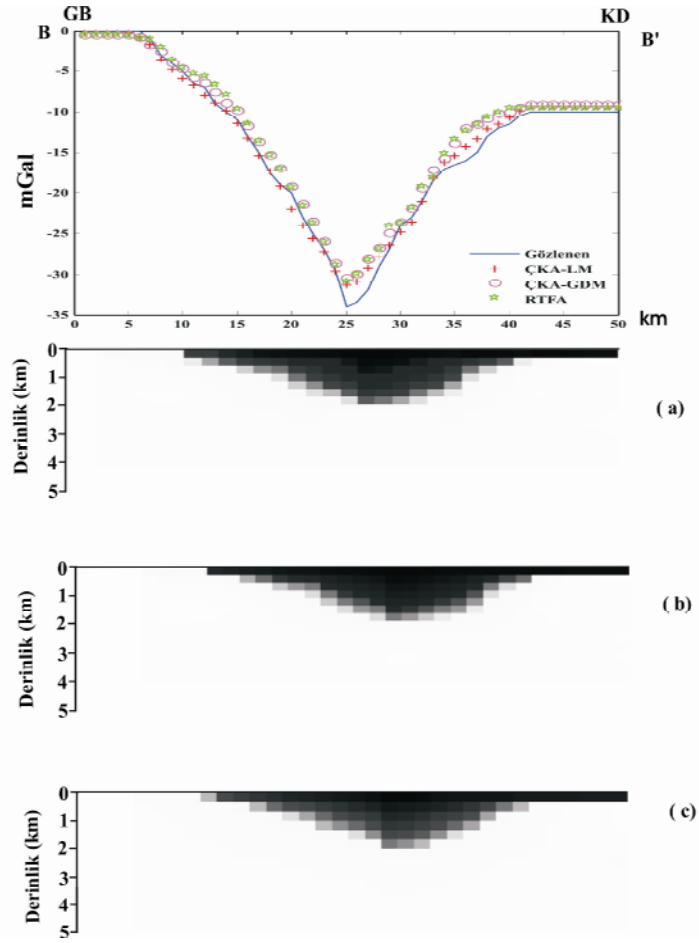 GB KD
B B'
mGal
0
-5
-10
-15
-20
-25
-30
-35
Gözlenen
ÇKA-LM
ÇKA-GDM
RTFA
0 5 10 15 20 25 30 35 40 45 50
km
Derinlik (km)
0
1
2
3
4
5
( a)
Derinlik (km)
0
1
2
3
4
5
( b)
Derinlik (km)
0
1
2
3
4
5
( c)